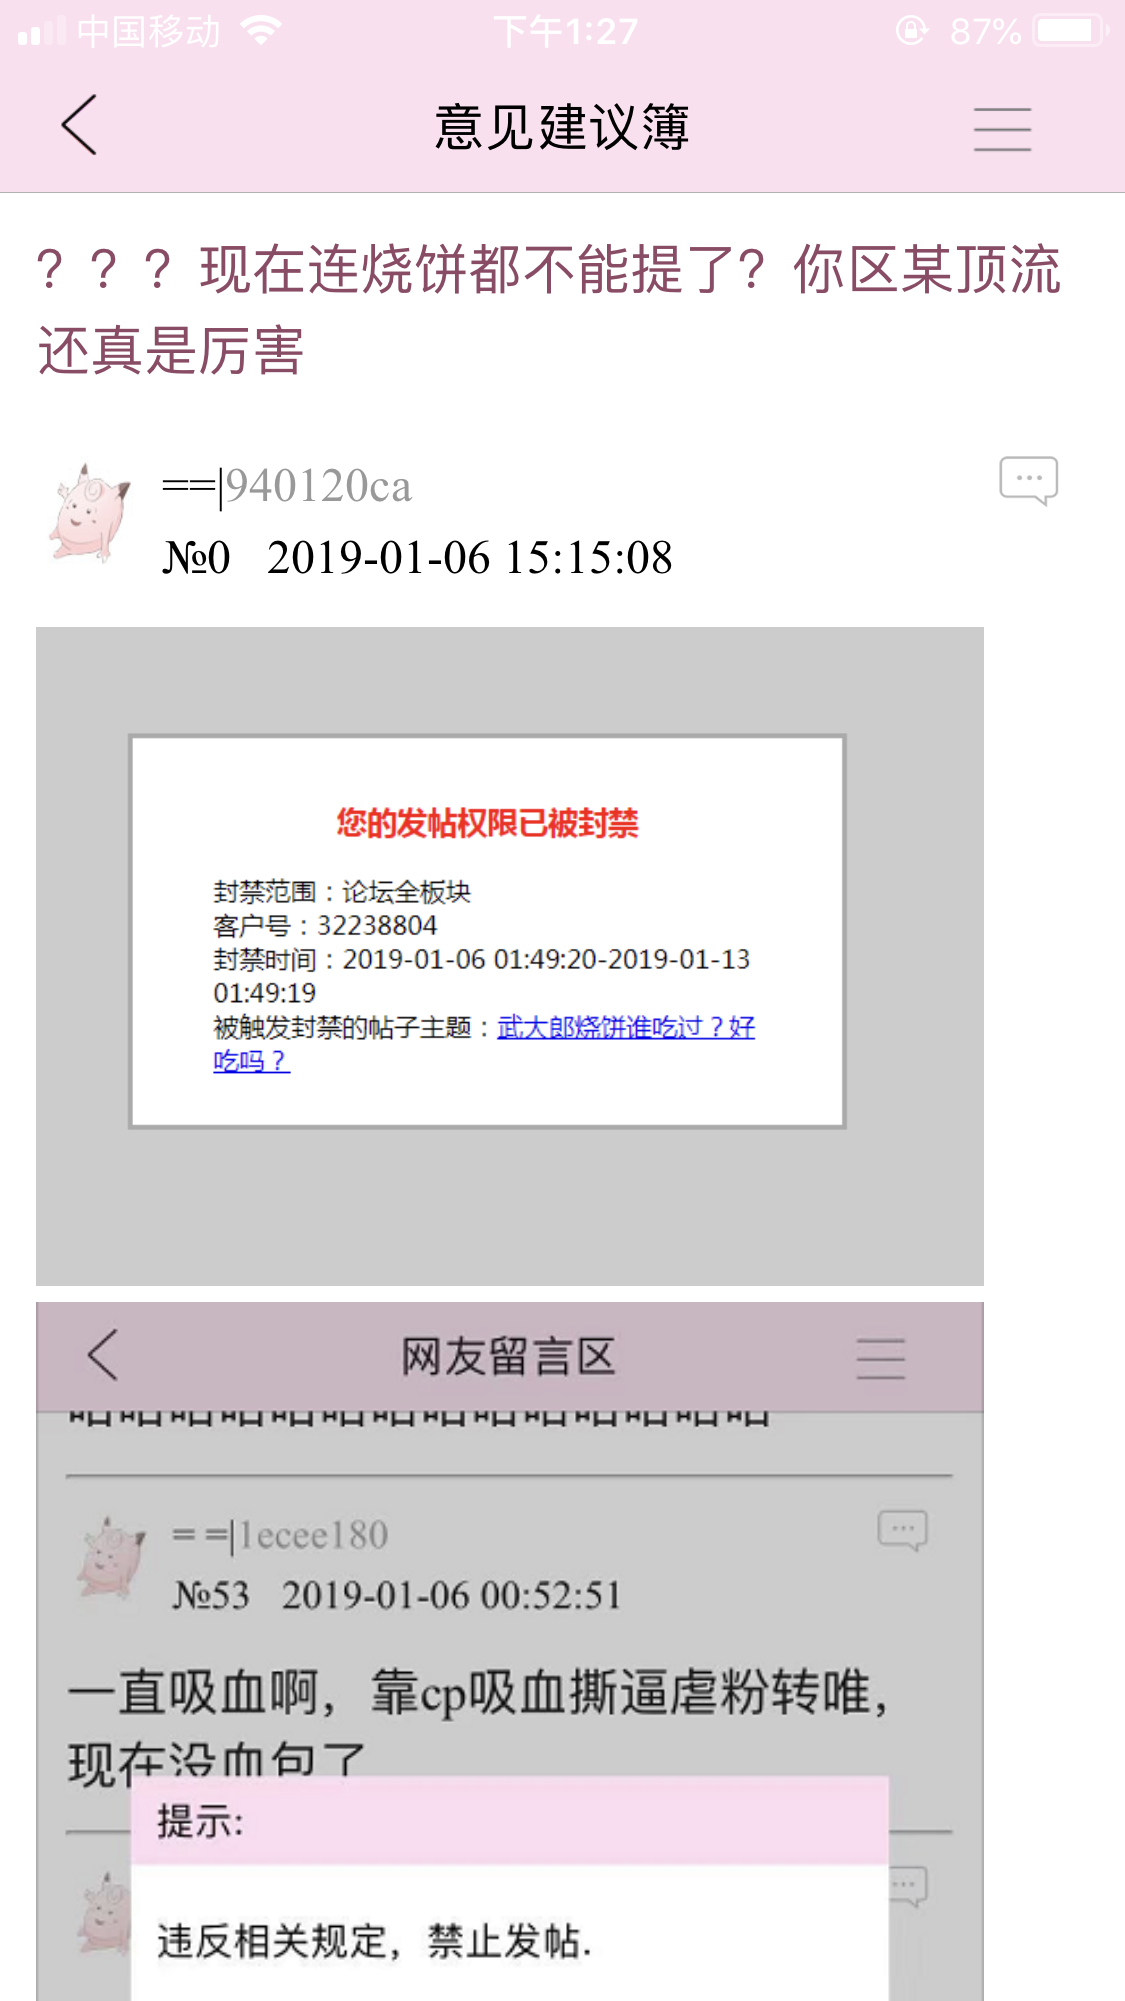 中国移动 下午1:27 87%
意见建议簿
？？？现在连烧饼都不能提了？你区某顶流
还真是厉害
==|940120ca
№0 2019-01-06 15:15:08
您的发帖权限已被封禁
封禁范围：论坛全板块
客户号：32238804
封禁时间：2019-01-06 01:49:20-2019-01-13
01:49:19
被触发封禁的帖子主题：武大郎烧饼谁吃过？好
吃吗？
网友留言区
= =|1ecee180
№53 2019-01-06 00:52:51
一直吸血啊，靠cp吸血撕逼虐粉转唯，
现在没血包了
提示:
违反相关规定，禁止发帖.